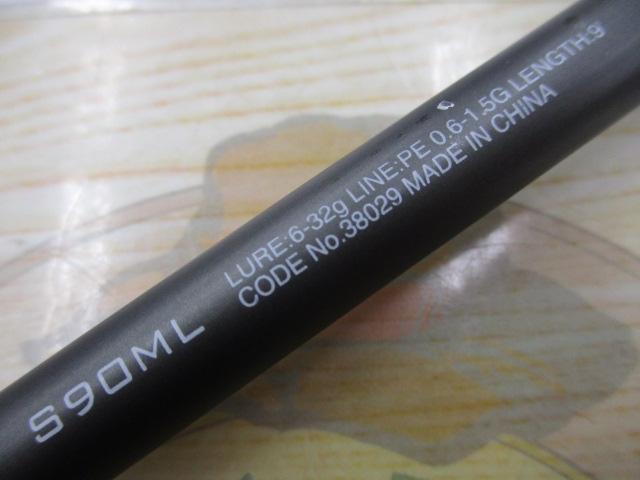 S90ML
LURE:6-32g LINE:PE 0.6-1.5G LENGTH:9
CODE No.38029 MADE IN CHINA